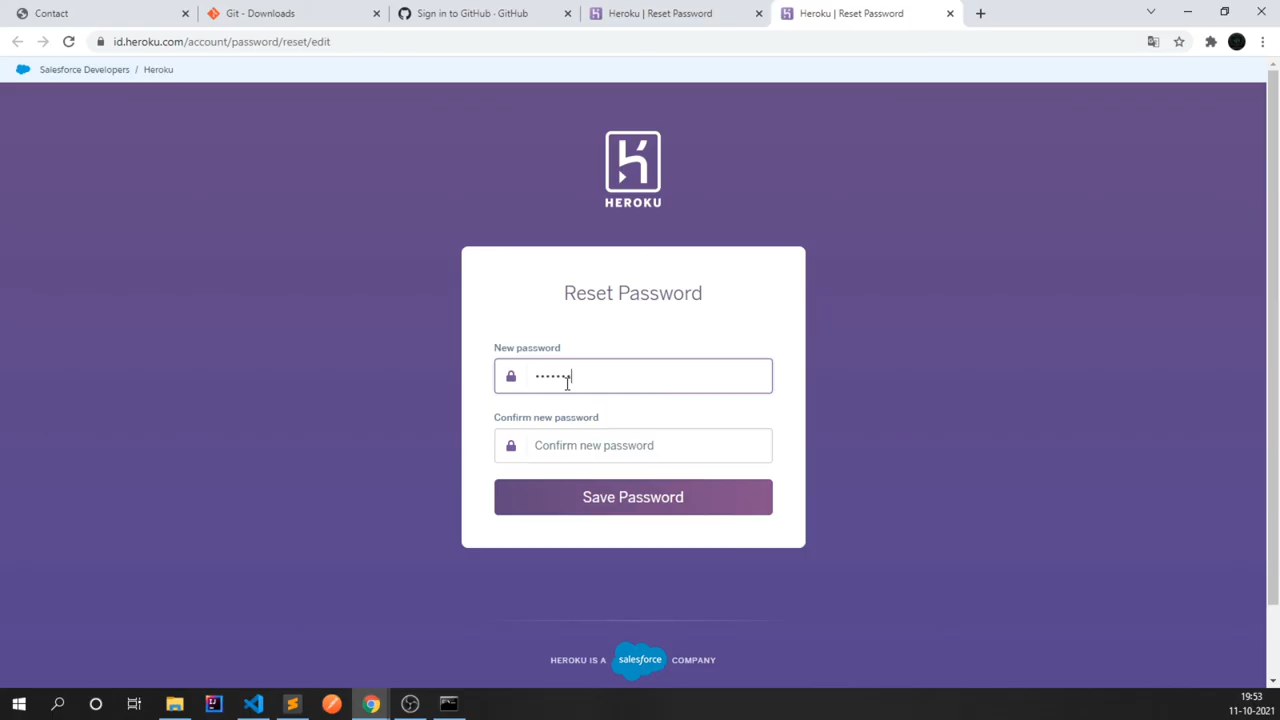 Contact
Git - Downloads
Sign in to GitHub · GitHub
Heroku | Reset Password
Heroku | Reset Password
id.heroku.com/account/password/reset/edit
Salesforce Developers / Heroku
HEROKU
Reset Password
New password
•••••••
Confirm new password
Confirm new password
Save Password
HEROKU IS A salesforce COMPANY
19:53
11-10-2021